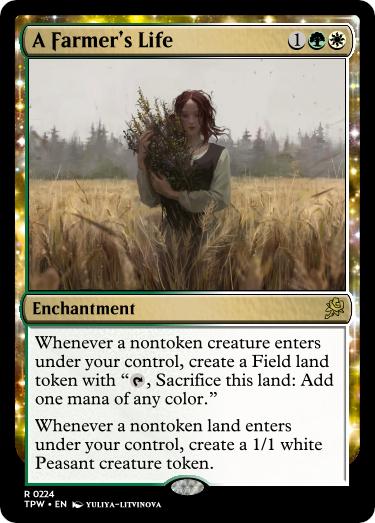 A Farmer's Life 1
Enchantment
Whenever a nontoken creature enters
under your control, create a Field land
token with “, Sacrifice this land: Add
one mana of any color.”
Whenever a nontoken land enters
under your control, create a 1/1 white
Peasant creature token.
R 0224
TPW • EN YULIYA-LITVINOVA